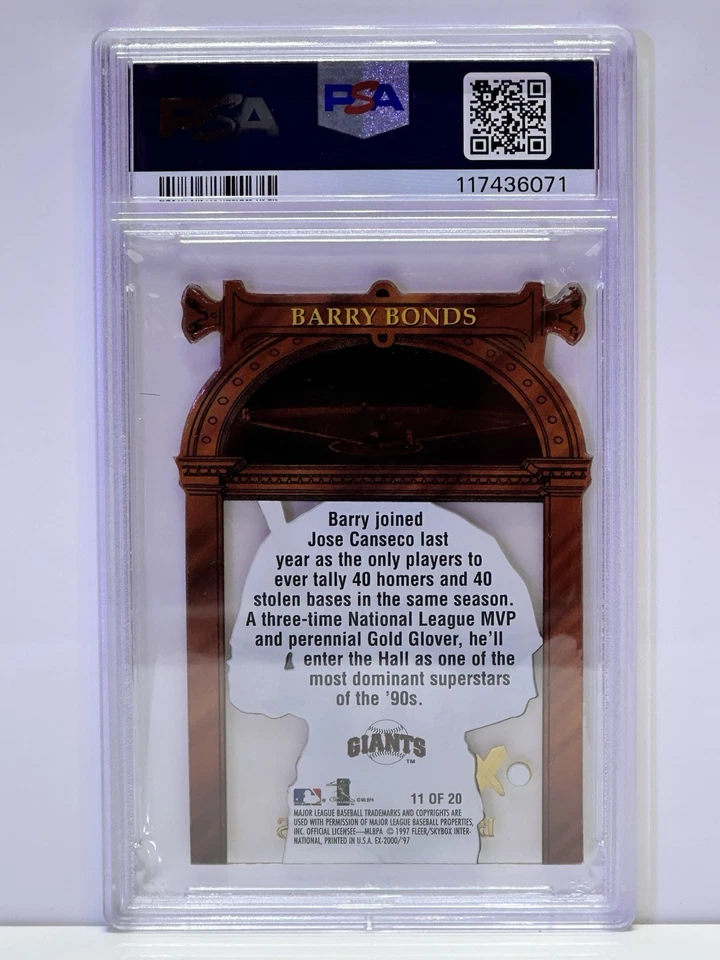 PSA PSA
117436071
BARRY BONDS
Barry joined
Jose Canseco last
year as the only players to
ever tally 40 homers and 40
stolen bases in the same season.
A three-time National League MVP
and perennial Gold Glover, he'll
enter the Hall as one of the
most dominant superstars
of the '90s.
GIANTS
TM
11 OF 20
MAJOR LEAGUE BASEBALL TRADEMARKS AND COPYRIGHTS ARE
USED WITH PERMISSION OF MAJOR LEAGUE BASEBALL PROPERTIES,
INC. OFFICIAL LICENSEE—MLBPA © 1997 FLEER/SKYBOX INTER-
NATIONAL, PRINTED IN U.S.A. EX-2000/'97